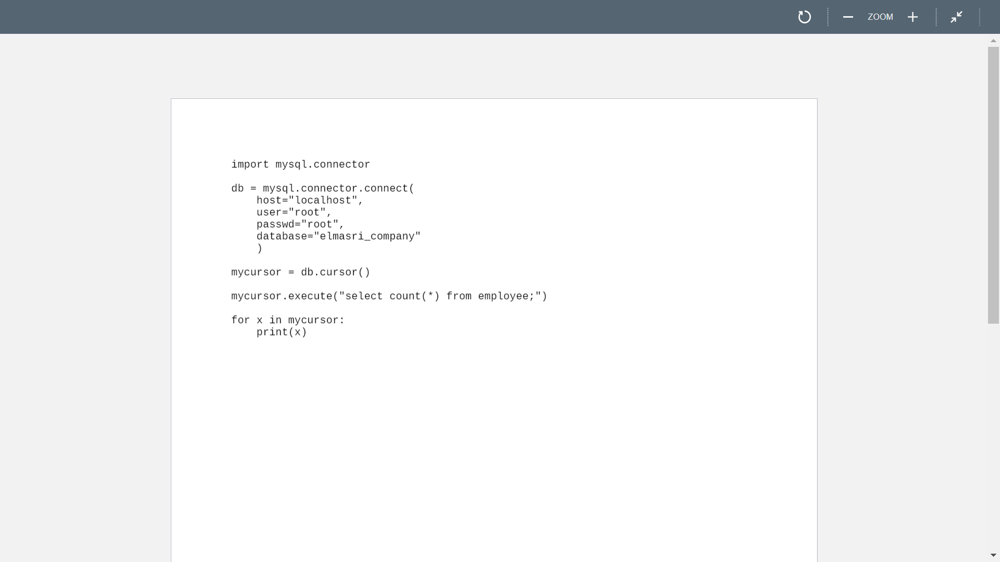 ZOOM
import mysql.connector
db = mysql.connector.connect(
    host="localhost",
    user="root",
    passwd="root",
    database="elmasri_company"
    )
mycursor = db.cursor()
mycursor.execute("select count(*) from employee;")
for x in mycursor:
    print(x)